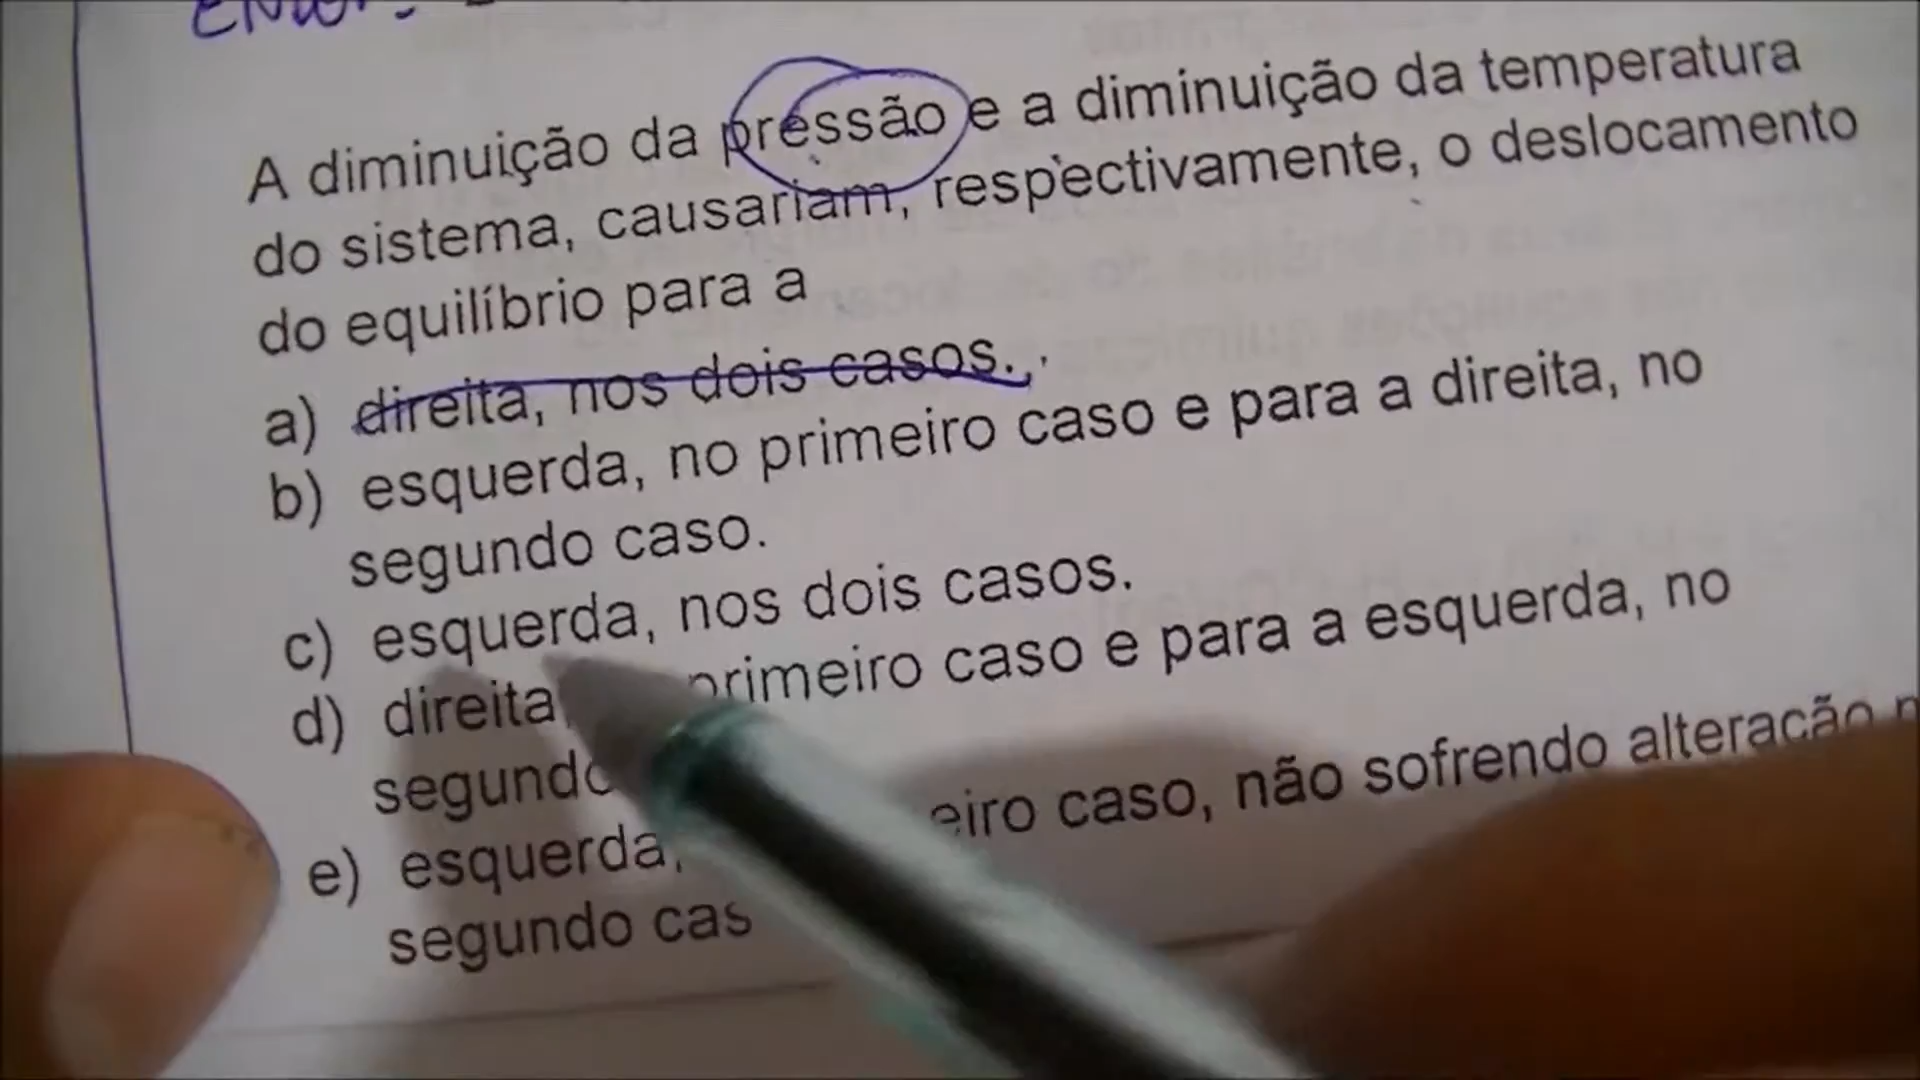 A diminuição da pressão e a diminuição da temperatura
do sistema, causariam, respectivamente, o deslocamento
do equilíbrio para a
a) direita, nos dois casos.
b) esquerda, no primeiro caso e para a direita, no
segundo caso.
c) esquerda, nos dois casos.
d) direita, primeiro caso e para a esquerda, no
segundo
e) esquerda, eiro caso, não sofrendo alteração
segundo cas